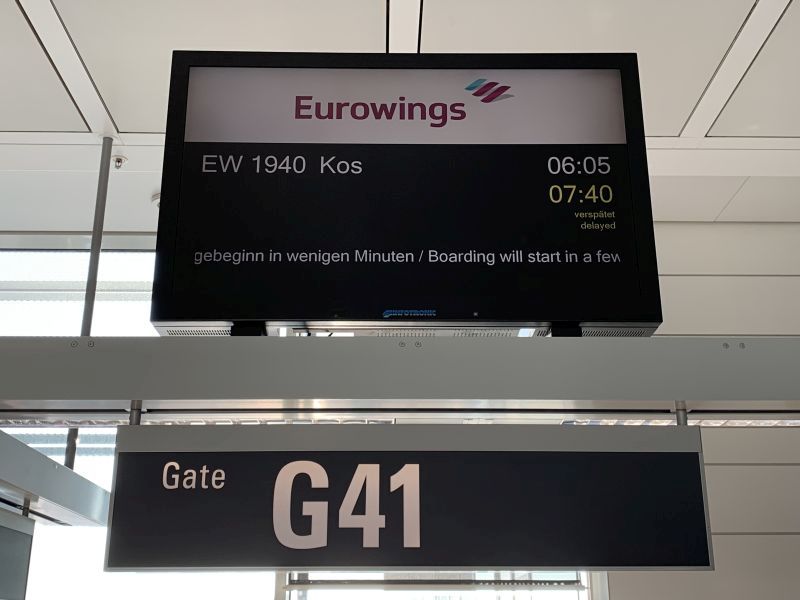 Eurowings
EW 1940 Kos 06:05
07:40
verspätet
delayed
gebeginn in wenigen Minuten / Boarding will start in a few
Gate G41